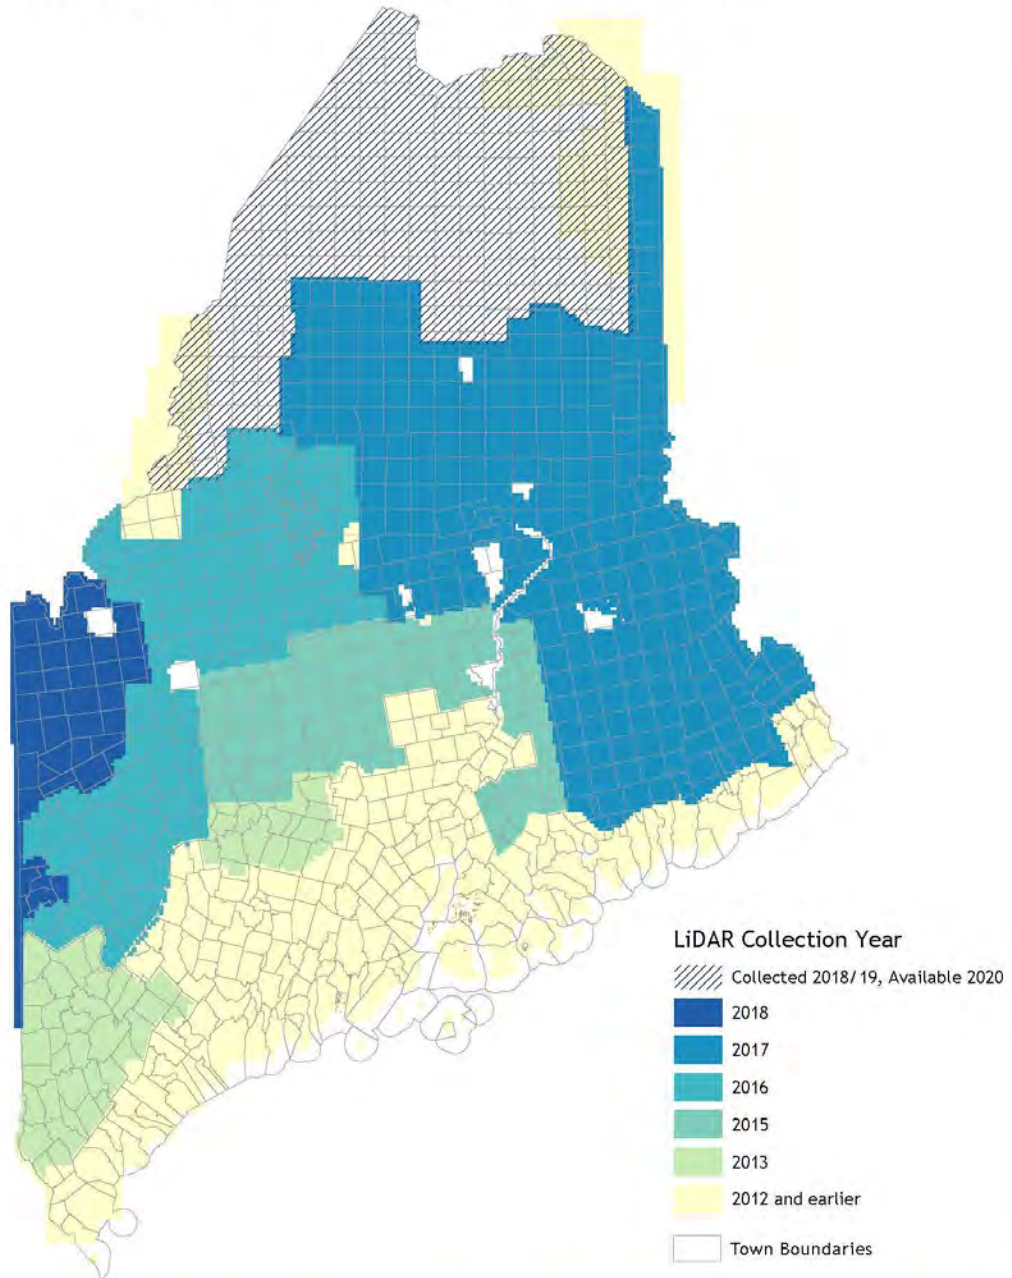 LiDAR Collection Year
Collected 2018/19, Available 2020
2018
2017
2016
2015
2013
2012 and earlier
Town Boundaries